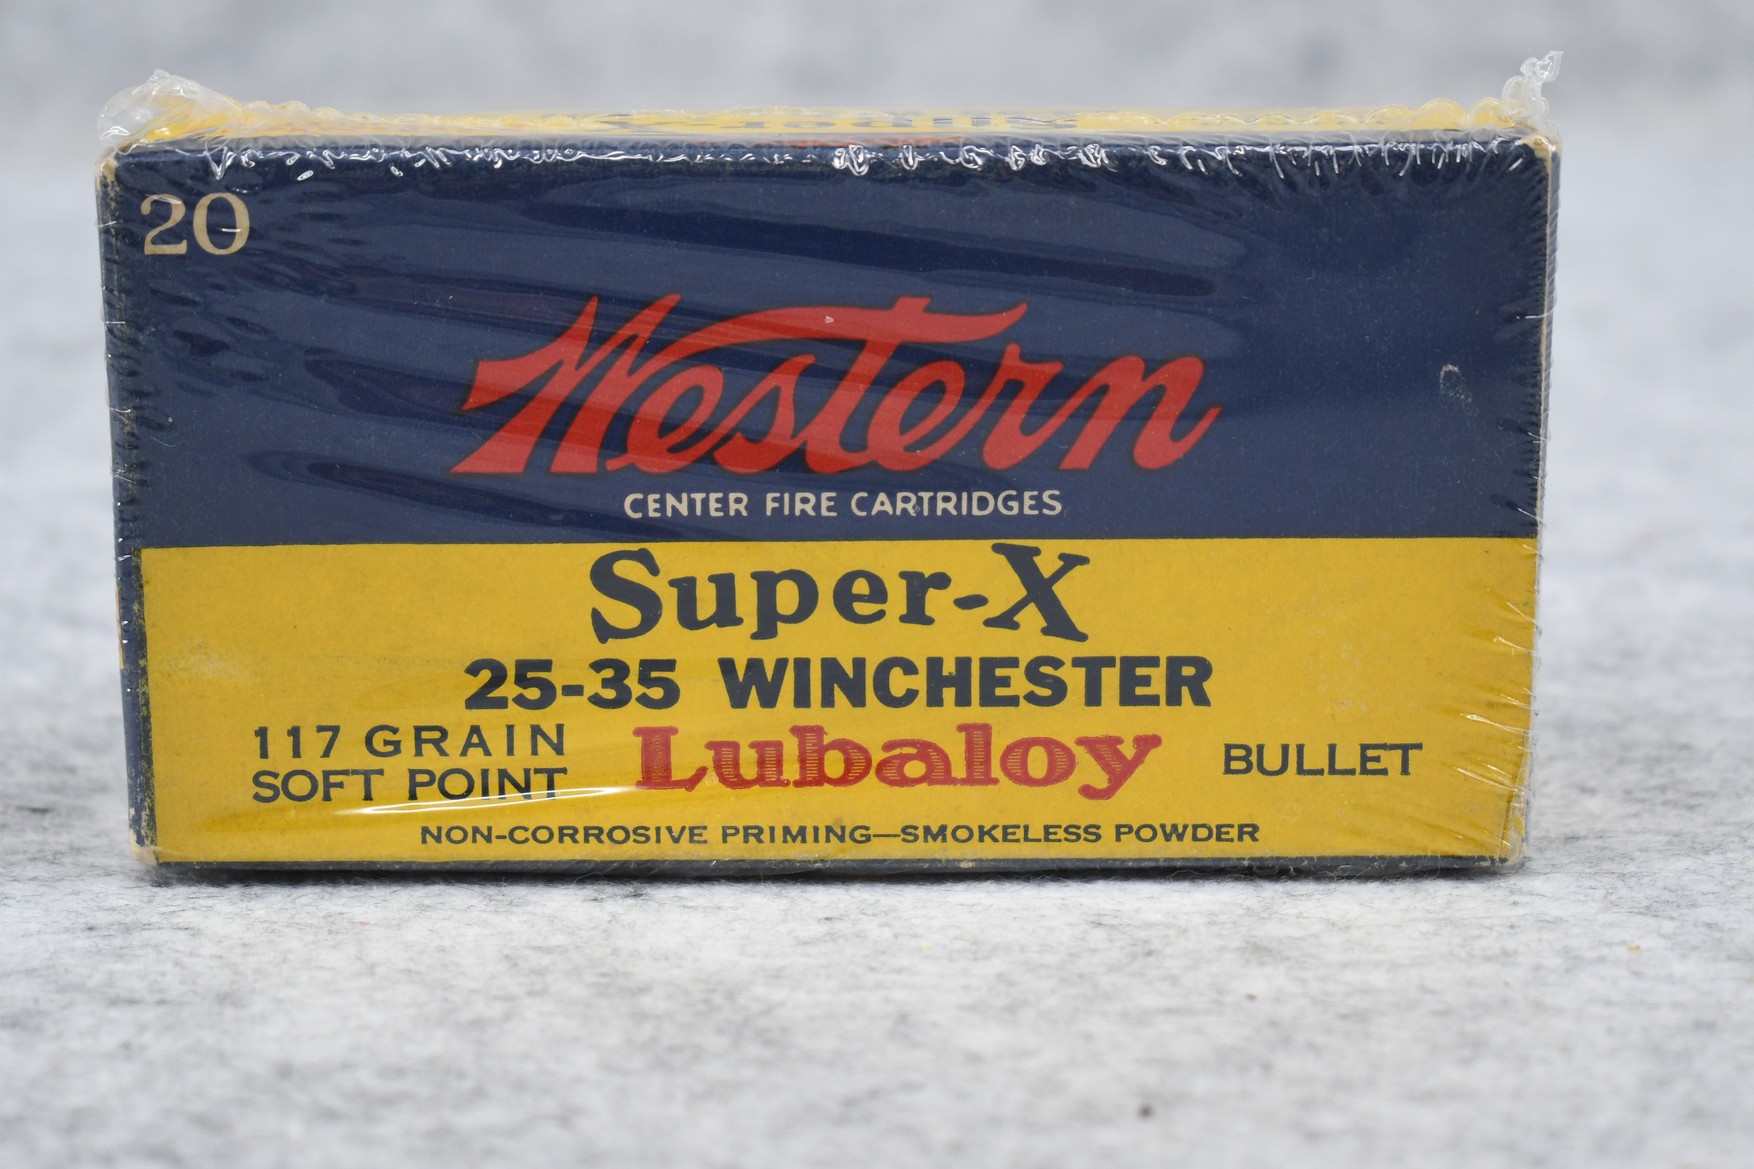 Super-X
20
Western
CENTER FIRE CARTRIDGES
Super-X
25-35 WINCHESTER
117 GRAIN
SOFT POINT
Lubaloy
BULLET
NON-CORROSIVE PRIMING—SMOKELESS POWDER